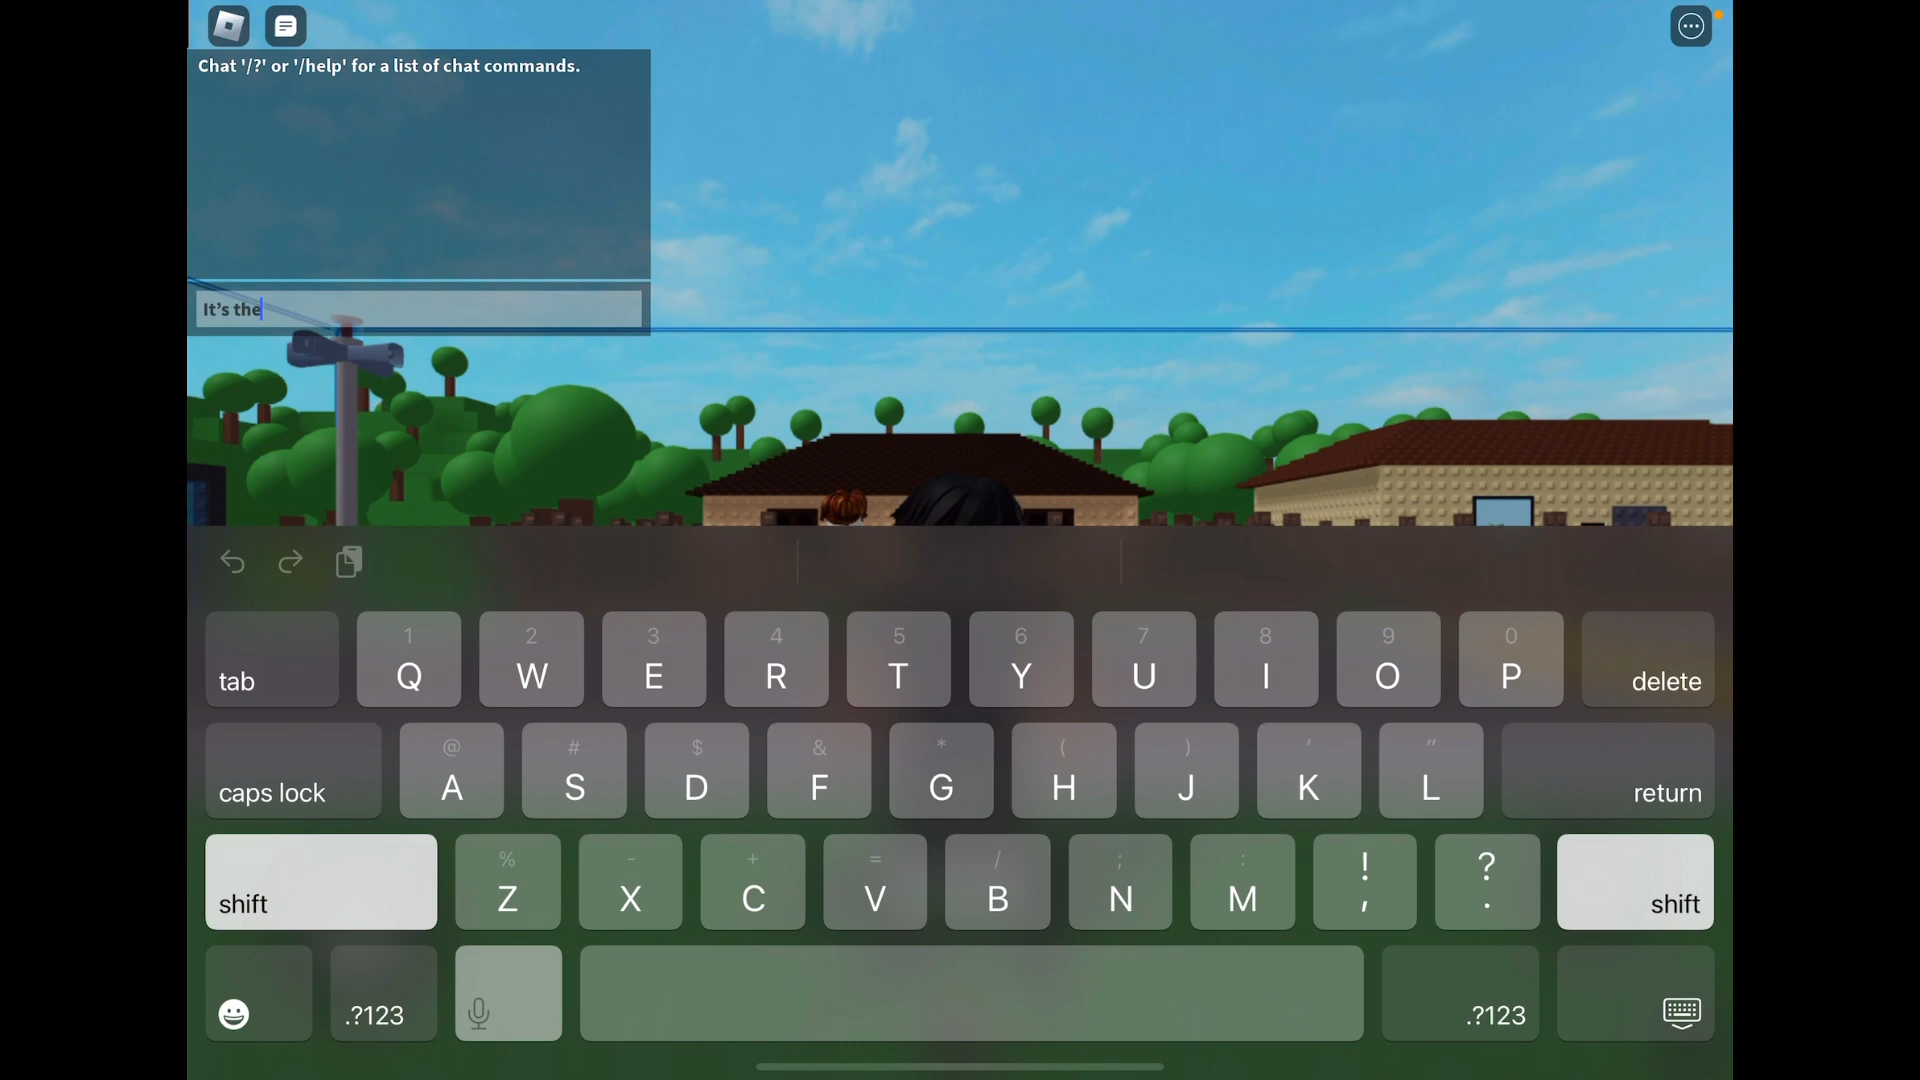 Chat '/?' or '/help' for a list of chat commands.
It's the
1 2 3 4 5 6 7 8 9 0
tab Q W E R T Y U I O P delete
@ # $ & * ( ) ' "
caps lock A S D F G H J K L return
% - + = / ; : ! ?
shift Z X C V B N M , . shift
.?123 .?123